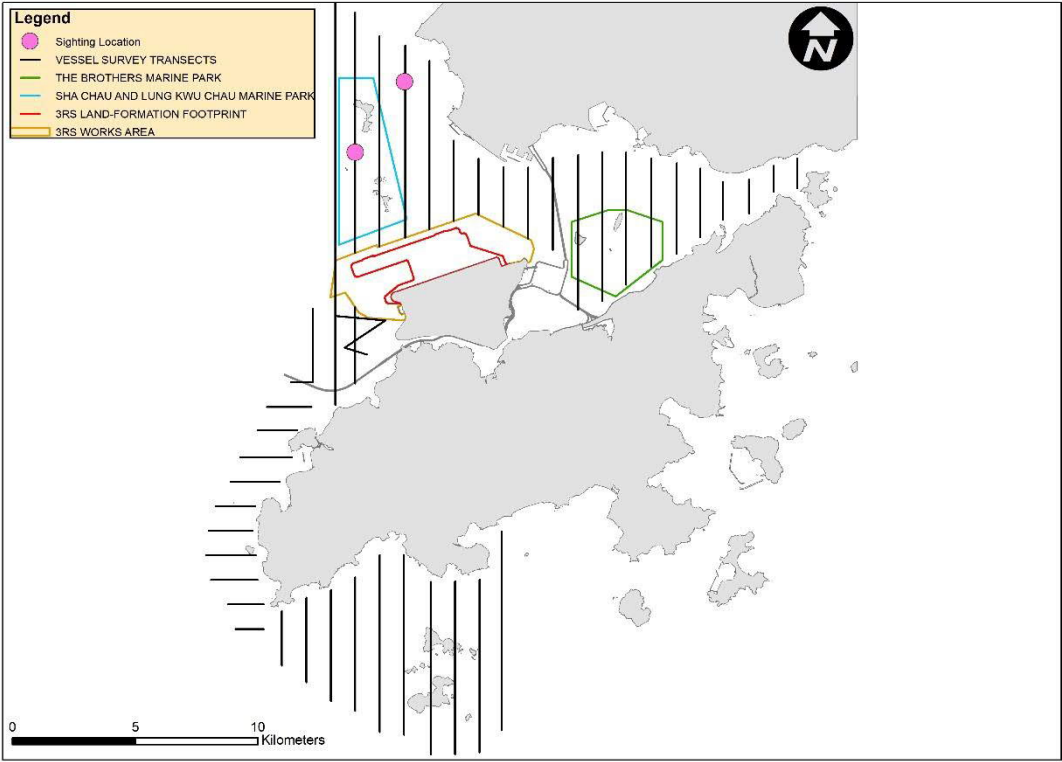 Legend
Sighting Location
VESSEL SURVEY TRANSECTS
THE BROTHERS MARINE PARK
SHA CHAU AND LUNG KWU CHAU MARINE PARK
3RS LAND-FORMATION FOOTPRINT
3RS WORKS AREA
N
0 5 10
Kilometers